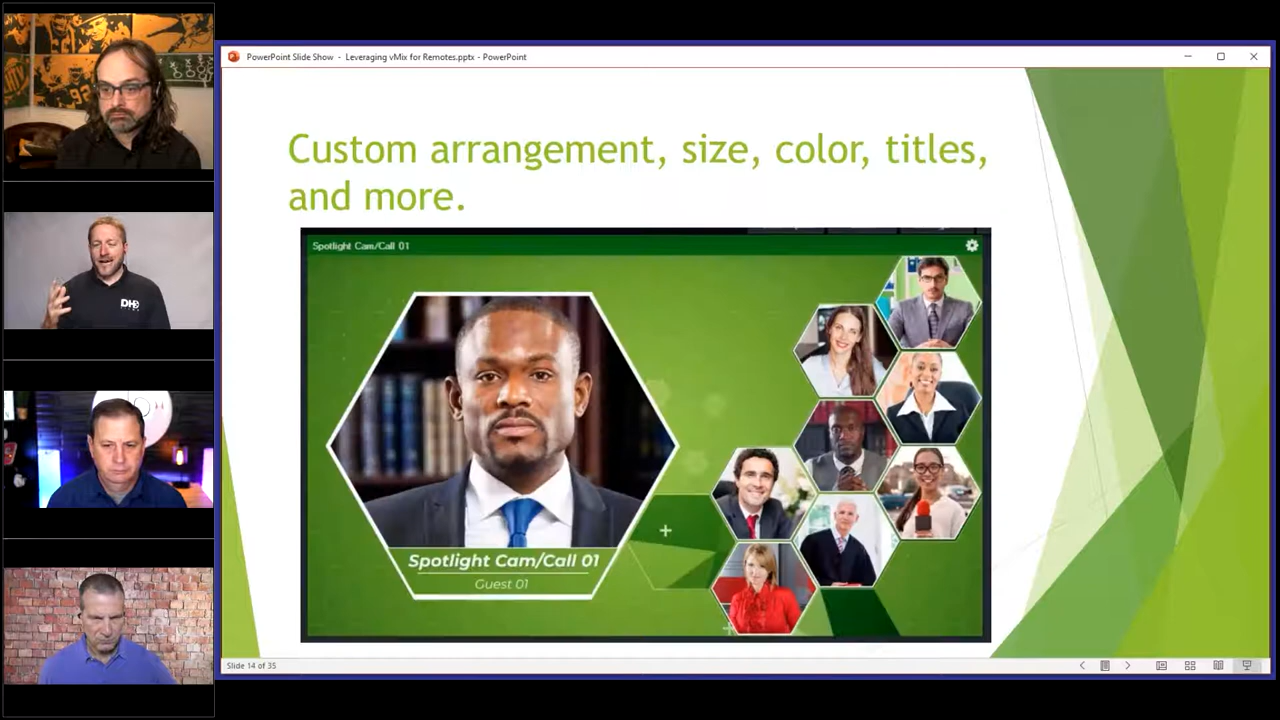 PowerPoint Slide Show - Leveraging vMix for Remotes.pptx - PowerPoint
Custom arrangement, size, color, titles,
and more.
Spotlight Cam/Call 01
Spotlight Cam/Call 01
Guest 01
Slide 14 of 35